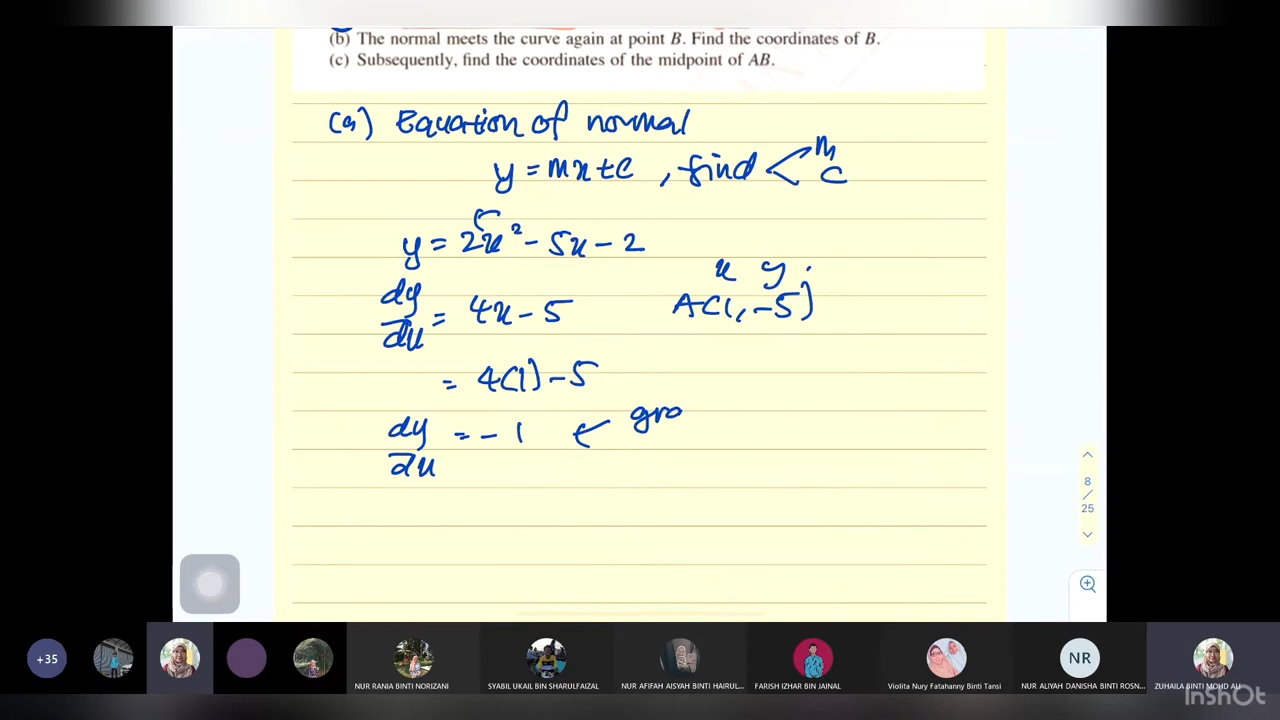 (b) The normal meets the curve again at point B. Find the coordinates of B.
(c) Subsequently, find the coordinates of the midpoint of AB.
(a) Equation of normal
y = mx + c , find < m
c
y = 2x² - 5x - 2
x y
dy/dx = 4x - 5
A(1, -5)
= 4(1) - 5
dy/dx = - 1 ← gra
8
/
25
+35
NUR RANIA BINTI NORIZANI
SYABIL UKAIL BIN SHARULFAIZAL
NUR AFIFAH AISYAH BINTI HAIRUL...
FARISH IZHAR BIN JAINAL
Violita Nury Fatahanny Binti Tansi
NR
NUR ALIYAH DANISHA BINTI ROSN...
ZUHAILA BINTI MOHD ALI
InShOt